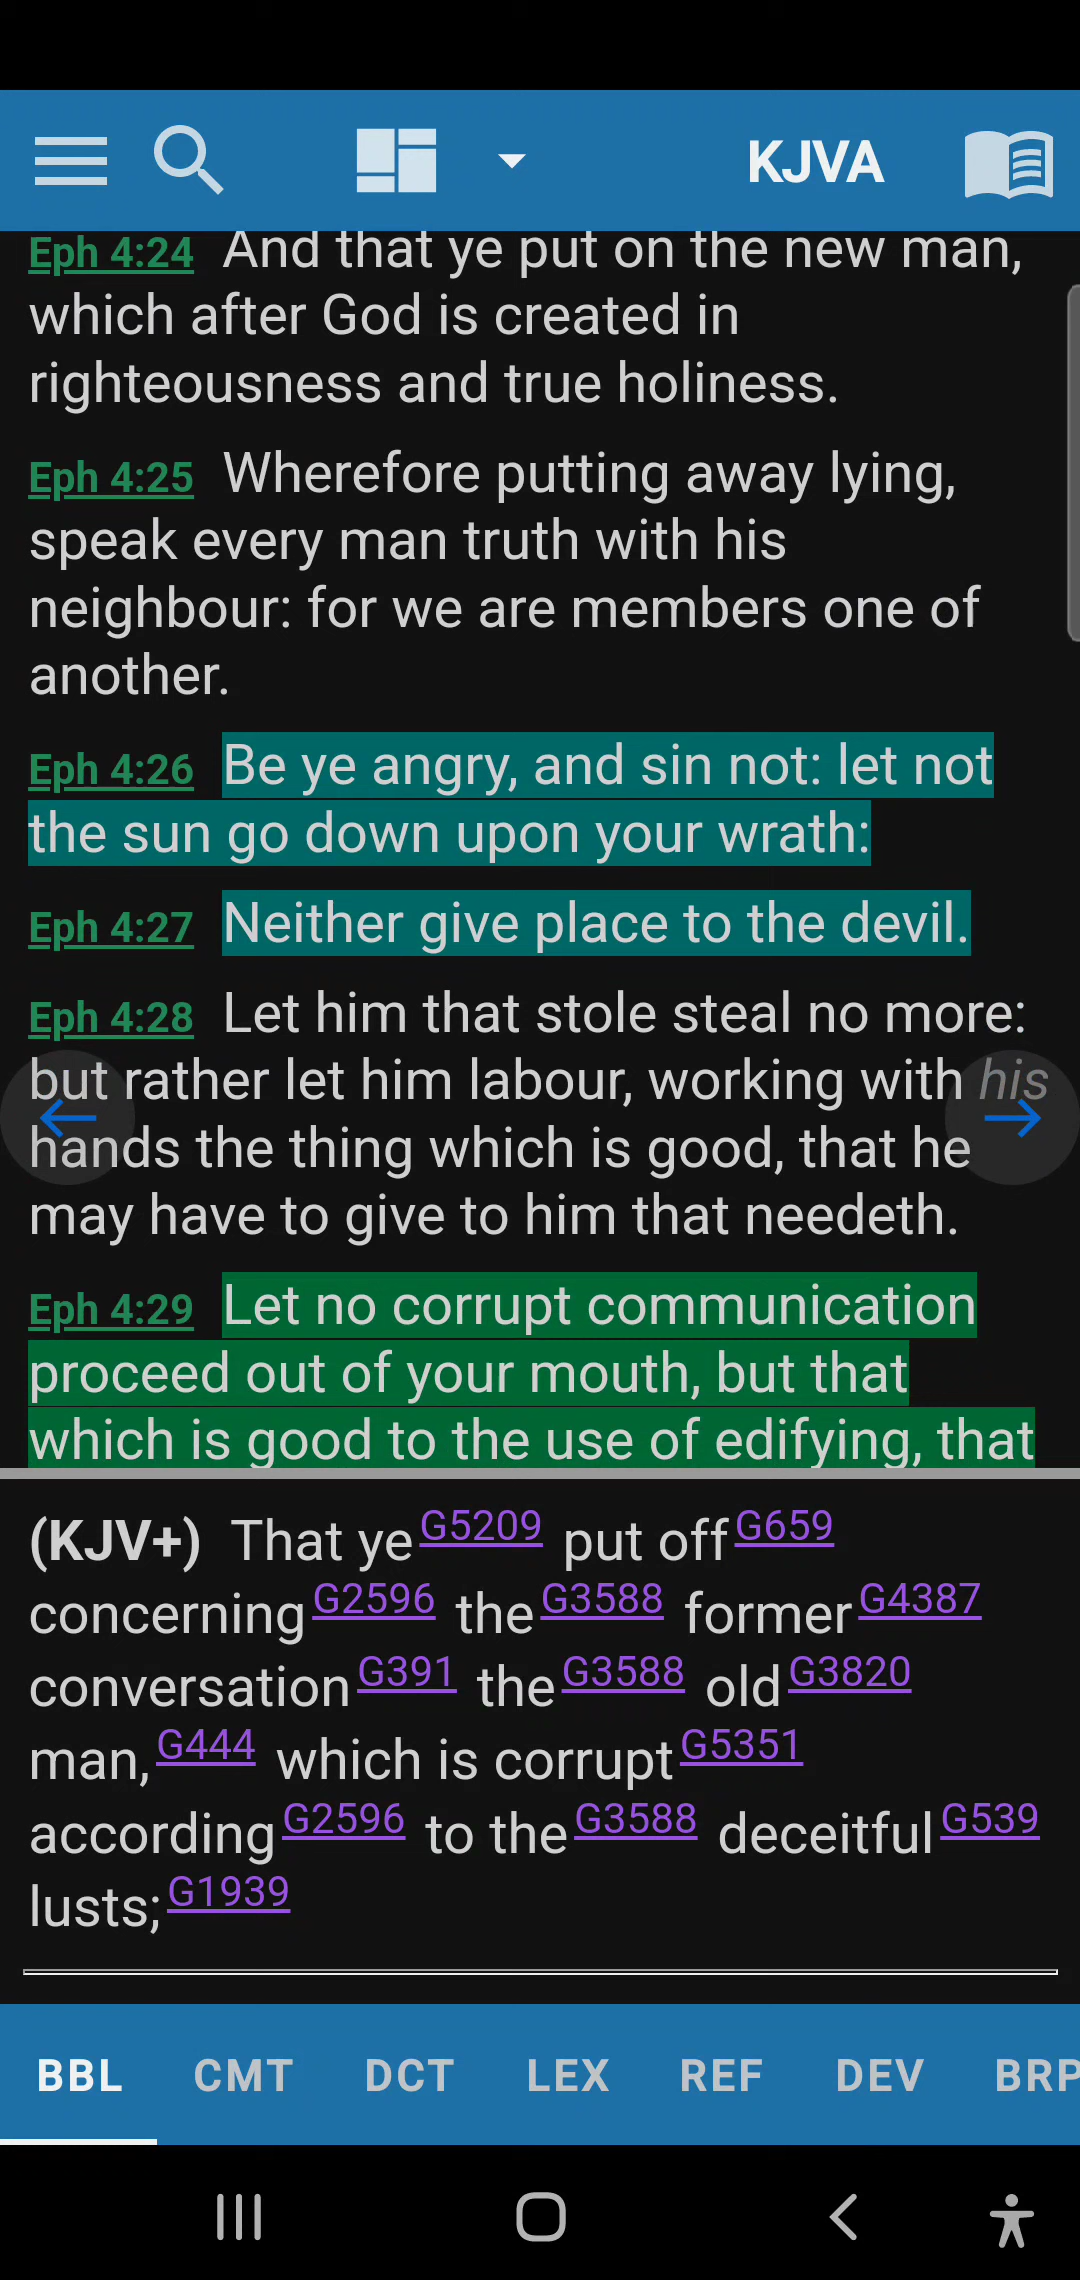 KJVA
Eph 4:24 And that ye put on the new man,
which after God is created in
righteousness and true holiness.
Eph 4:25 Wherefore putting away lying,
speak every man truth with his
neighbour: for we are members one of
another.
Eph 4:26 Be ye angry, and sin not: let not
the sun go down upon your wrath:
Eph 4:27 Neither give place to the devil.
Eph 4:28 Let him that stole steal no more:
but rather let him labour, working with his
hands the thing which is good, that he
may have to give to him that needeth.
Eph 4:29 Let no corrupt communication
proceed out of your mouth, but that
which is good to the use of edifying, that
(KJV+) That ye G5209 put off G659
concerning G2596 the G3588 former G4387
conversation G391 the G3588 old G3820
man, G444 which is corrupt G5351
according G2596 to the G3588 deceitful G539
lusts; G1939
BBL CMT DCT LEX REF DEV BRP